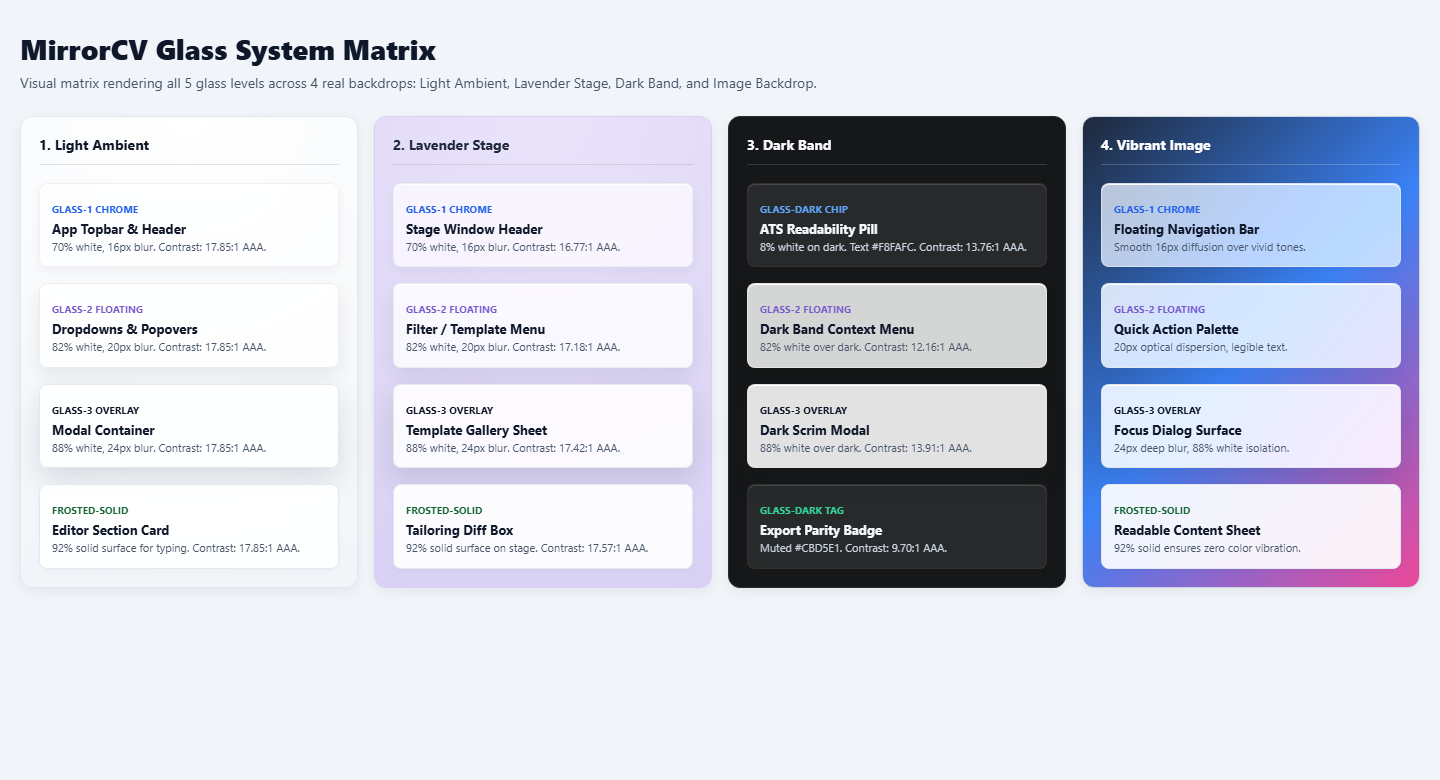 MirrorCV Glass System Matrix
Visual matrix rendering all 5 glass levels across 4 real backdrops: Light Ambient, Lavender Stage, Dark Band, and Image Backdrop.
1. Light Ambient
GLASS-1 CHROME
App Topbar & Header
70% white, 16px blur. Contrast: 17.85:1 AAA.
GLASS-2 FLOATING
Dropdowns & Popovers
82% white, 20px blur. Contrast: 17.85:1 AAA.
GLASS-3 OVERLAY
Modal Container
88% white, 24px blur. Contrast: 17.85:1 AAA.
FROSTED-SOLID
Editor Section Card
92% solid surface for typing. Contrast: 17.85:1 AAA.
2. Lavender Stage
GLASS-1 CHROME
Stage Window Header
70% white, 16px blur. Contrast: 16.77:1 AAA.
GLASS-2 FLOATING
Filter / Template Menu
82% white, 20px blur. Contrast: 17.18:1 AAA.
GLASS-3 OVERLAY
Template Gallery Sheet
88% white, 24px blur. Contrast: 17.42:1 AAA.
FROSTED-SOLID
Tailoring Diff Box
92% solid surface on stage. Contrast: 17.57:1 AAA.
3. Dark Band
GLASS-DARK CHIP
ATS Readability Pill
8% white on dark. Text #F8FAFC. Contrast: 13.76:1 AAA.
GLASS-2 FLOATING
Dark Band Context Menu
82% white over dark. Contrast: 12.16:1 AAA.
GLASS-3 OVERLAY
Dark Scrim Modal
88% white over dark. Contrast: 13.91:1 AAA.
GLASS-DARK TAG
Export Parity Badge
Muted #CBD5E1. Contrast: 9.70:1 AAA.
4. Vibrant Image
GLASS-1 CHROME
Floating Navigation Bar
Smooth 16px diffusion over vivid tones.
GLASS-2 FLOATING
Quick Action Palette
20px optical dispersion, legible text.
GLASS-3 OVERLAY
Focus Dialog Surface
24px deep blur, 88% white isolation.
FROSTED-SOLID
Readable Content Sheet
92% solid ensures zero color vibration.